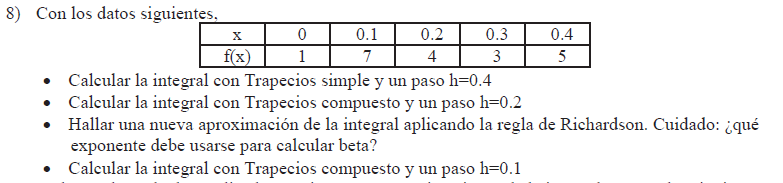 8) Con los datos siguientes,
x 0 0.1 0.2 0.3 0.4
f(x) 1 7 4 3 5
• Calcular la integral con Trapecios simple y un paso h=0.4
• Calcular la integral con Trapecios compuesto y un paso h=0.2
• Hallar una nueva aproximación de la integral aplicando la regla de Richardson. Cuidado: ¿qué
exponente debe usarse para calcular beta?
• Calcular la integral con Trapecios compuesto y un paso h=0.1